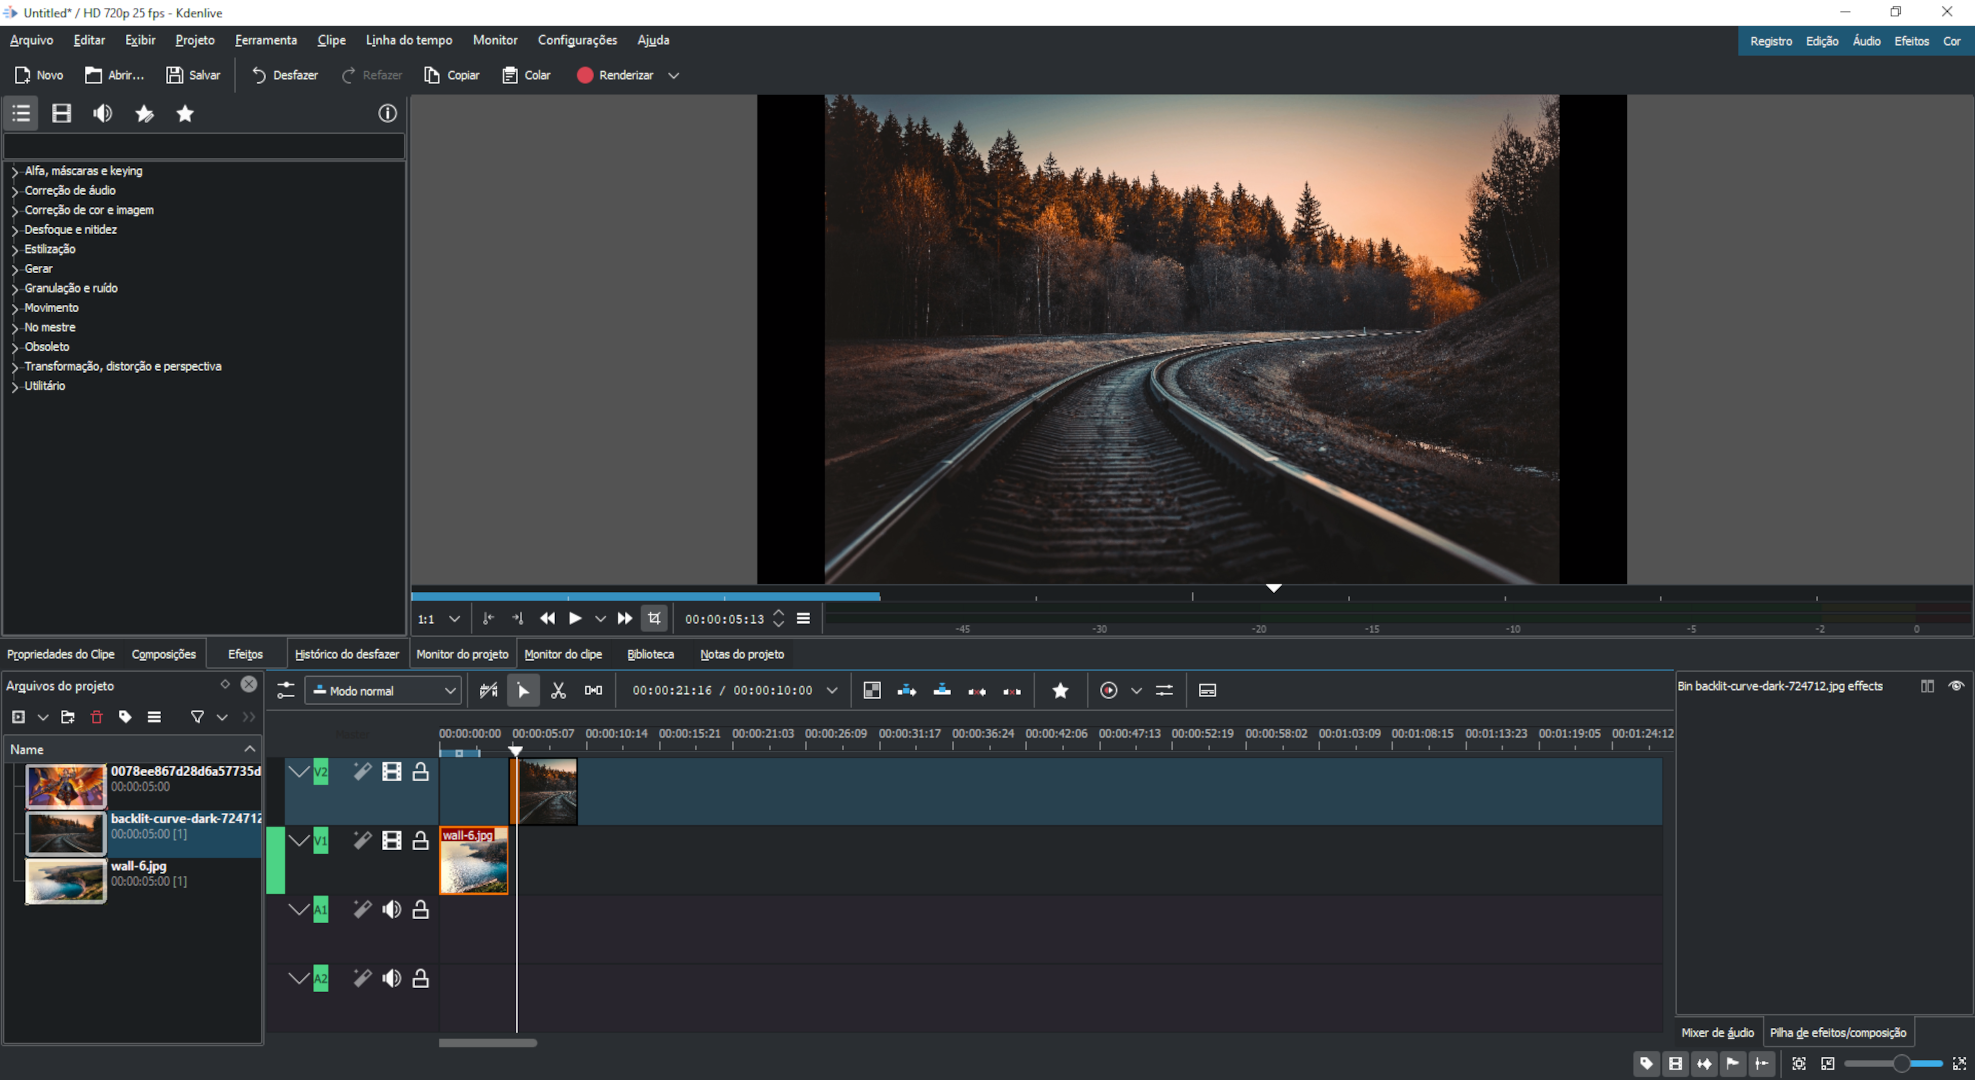 Untitled* / HD 720p 25 fps - Kdenlive
Arquivo Editar Exibir Projeto Ferramenta Clipe Linha do tempo Monitor Configurações Ajuda
Registro Edição Áudio Efeitos Cor
Novo Abrir... Salvar Desfazer Refazer Copiar Colar Renderizar
Alfa, máscaras e keying
Correção de áudio
Correção de cor e imagem
Desfoque e nitidez
Estilização
Gerar
Granulação e ruído
Movimento
No mestre
Obsoleto
Transformação, distorção e perspectiva
Utilitário
1:1 00:00:05:13
-45 -30 -20 -15 -10 -5 -2 0
Propriedades do Clipe Composições Efeitos Histórico do desfazer Monitor do projeto Monitor do clipe Biblioteca Notas do projeto
Arquivos do projeto
Modo normal 00:00:21:16 / 00:00:10:00
Bin backlit-curve-dark-724712.jpg effects
Name
00:00:00:00 00:00:05:07 00:00:10:14 00:00:15:21 00:00:21:03 00:00:26:09 00:00:31:17 00:00:36:24 00:00:42:06 00:00:47:13 00:00:52:19 00:00:58:02 00:01:03:09 00:01:08:15 00:01:13:23 00:01:19:05 00:01:24:12
0078ee867d28d6a57735d
00:00:05:00
backlit-curve-dark-724712
00:00:05:00 [1]
wall-6.jpg
00:00:05:00 [1]
V2
V1
wall-6.jpg
A1
A2
Mixer de áudio Pilha de efeitos/composição